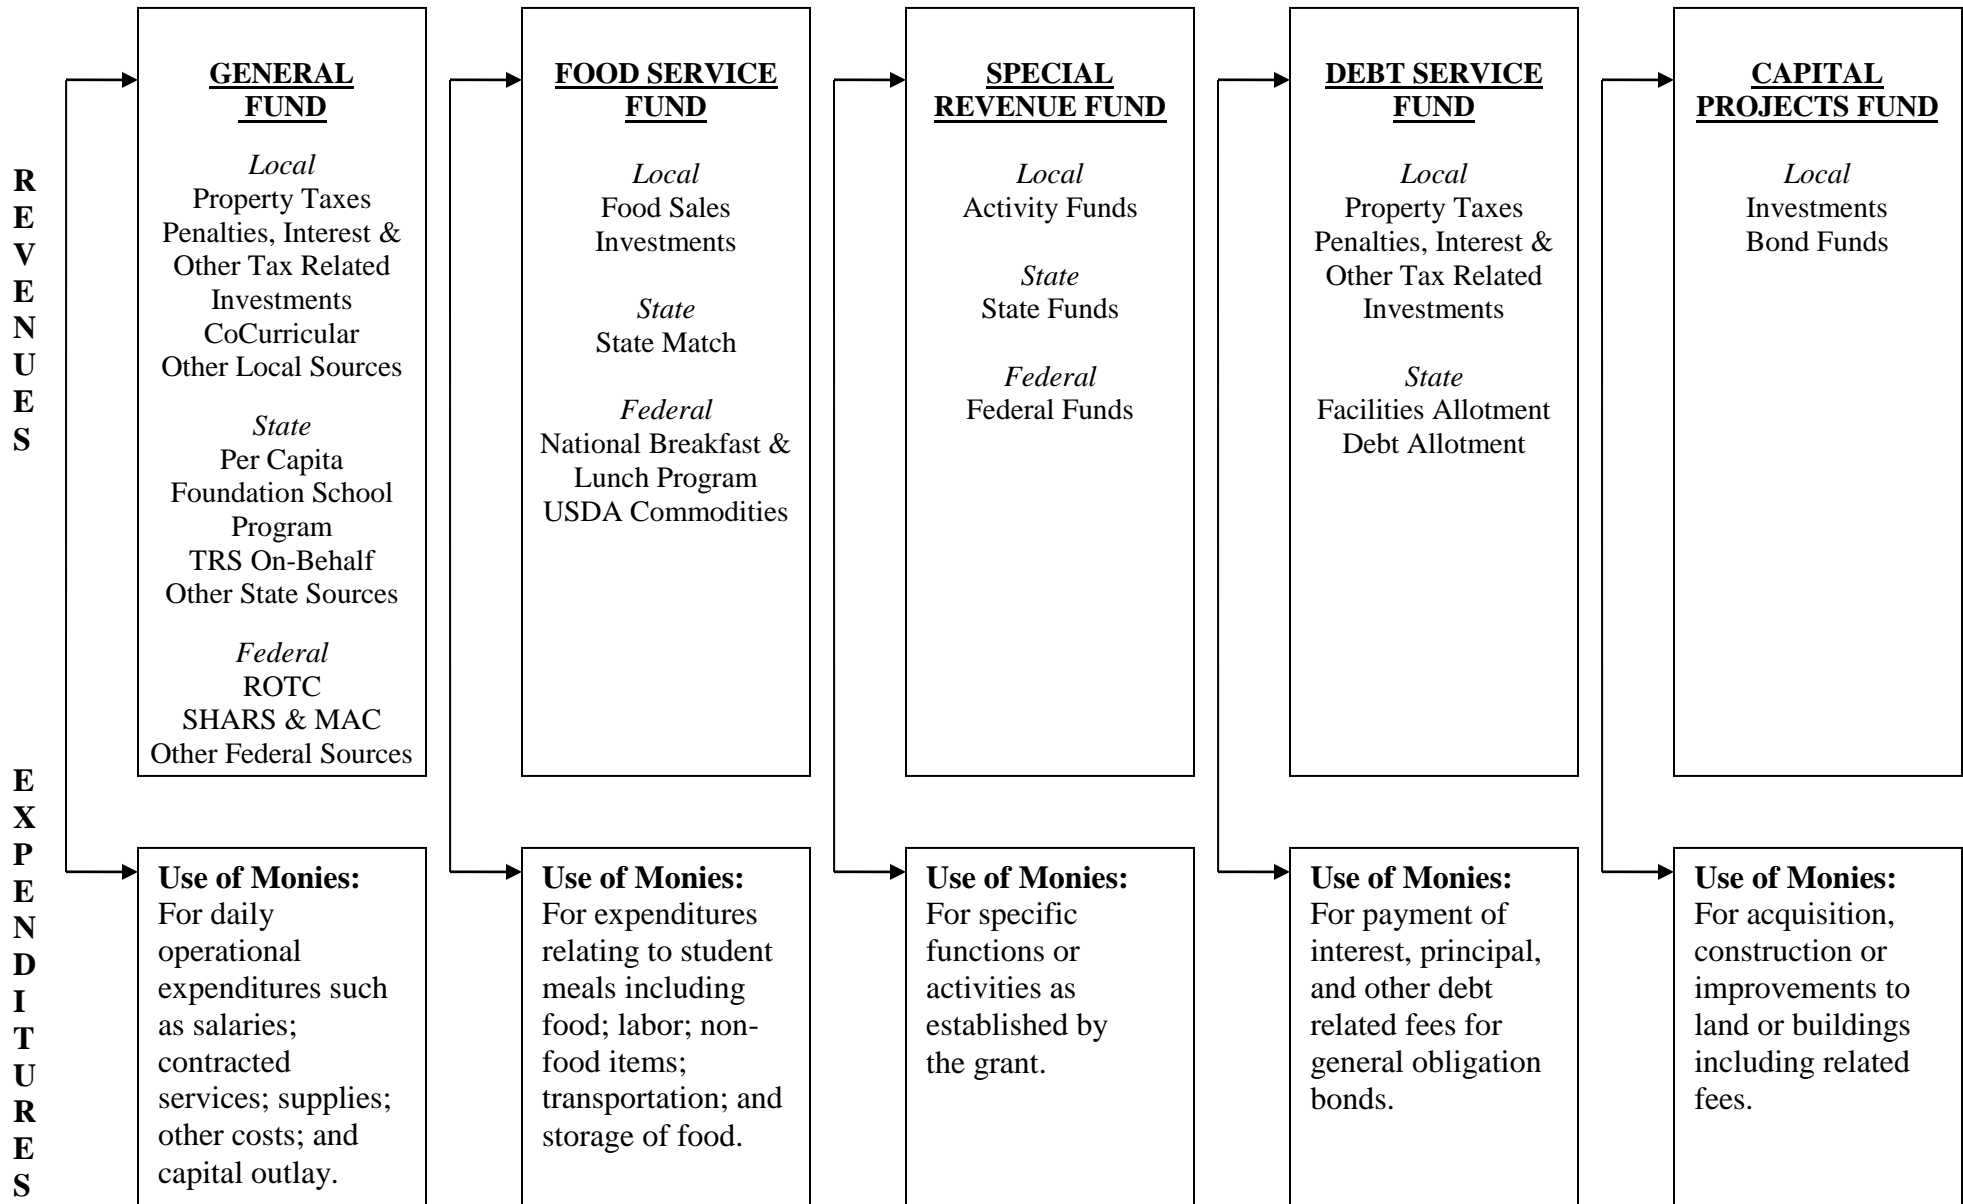 REVENUES
GENERAL
FUND
Local
Property Taxes
Penalties, Interest &
Other Tax Related
Investments
CoCurricular
Other Local Sources
State
Per Capita
Foundation School
Program
TRS On-Behalf
Other State Sources
Federal
ROTC
SHARS & MAC
Other Federal Sources
FOOD SERVICE
FUND
Local
Food Sales
Investments
State
State Match
Federal
National Breakfast &
Lunch Program
USDA Commodities
SPECIAL
REVENUE FUND
Local
Activity Funds
State
State Funds
Federal
Federal Funds
DEBT SERVICE
FUND
Local
Property Taxes
Penalties, Interest &
Other Tax Related
Investments
State
Facilities Allotment
Debt Allotment
CAPITAL
PROJECTS FUND
Local
Investments
Bond Funds
EXPENDITURES
Use of Monies:
For daily
operational
expenditures such
as salaries;
contracted
services; supplies;
other costs; and
capital outlay.
Use of Monies:
For expenditures
relating to student
meals including
food; labor; non-
food items;
transportation; and
storage of food.
Use of Monies:
For specific
functions or
activities as
established by
the grant.
Use of Monies:
For payment of
interest, principal,
and other debt
related fees for
general obligation
bonds.
Use of Monies:
For acquisition,
construction or
improvements to
land or buildings
including related
fees.